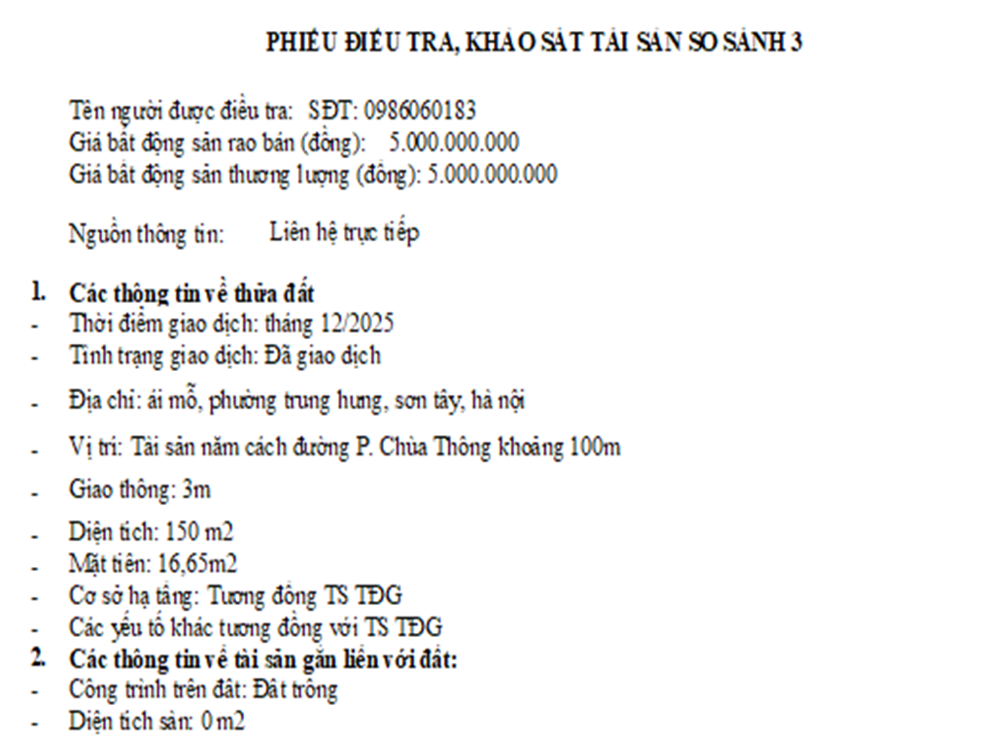 PHIẾU ĐIỀU TRA, KHẢO SÁT TÀI SẢN SO SÁNH 3
Tên người được điều tra: SĐT: 0986060183
Giá bất động sản rao bán (đồng): 5.000.000.000
Giá bất động sản thương lượng (đồng): 5.000.000.000
Nguồn thông tin: Liên hệ trực tiếp
1. Các thông tin về thửa đất
- Thời điểm giao dịch: tháng 12/2025
- Tình trạng giao dịch: Đã giao dịch
- Địa chỉ: ái mỗ, phường trung hưng, sơn tây, hà nội
- Vị trí: Tài sản năm cách đường P. Chùa Thông khoảng 100m
- Giao thông: 3m
- Diện tích: 150 m2
- Mặt tiền: 16,65m2
- Cơ sở hạ tầng: Tương đồng TS TĐG
- Các yếu tố khác tương đồng với TS TĐG
2. Các thông tin về tài sản gắn liền với đất:
- Công trình trên đất: Đất trống
- Diện tích sàn: 0 m2